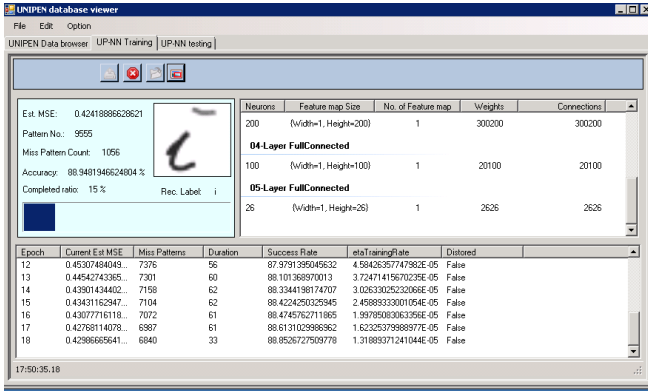 UNIPEN database viewer
File Edit Option
UNIPEN Data browser UP-NN Training UP-NN testing
Est. MSE: 0.42418886628621
Pattern No.: 9555
Miss Pattern Count: 1056
Accuracy: 88.9481946624804 %
Completed ratio: 15 %
Rec. Label: i
i
Neurons Feature map Size No. of Feature map Weights Connections
200 {Width=1, Height=200} 1 300200 300200
04-Layer FullConnected
100 {Width=1, Height=100} 1 20100 20100
05-Layer FullConnected
26 {Width=1, Height=26} 1 2626 2626
Epoch Current Est MSE Miss Patterns Duration Success Rate etaTrainingRate Distored
12 0.45307484049... 7376 56 87.9791395045632 4.58426357747982E-05 False
13 0.44542743365... 7301 60 88.101368970013 3.72471415670235E-05 False
14 0.43901434402... 7158 62 88.3344198174707 3.02633025232066E-05 False
15 0.43431162947... 7104 62 88.4224250325945 2.45889333001054E-05 False
16 0.43077716118... 7072 61 88.4745762711865 1.99785083063356E-05 False
17 0.42768114078... 6987 61 88.6131029986962 1.62325379988977E-05 False
18 0.42986665641... 6840 33 88.8526727509778 1.31889371241044E-05 False
17:50:35.18